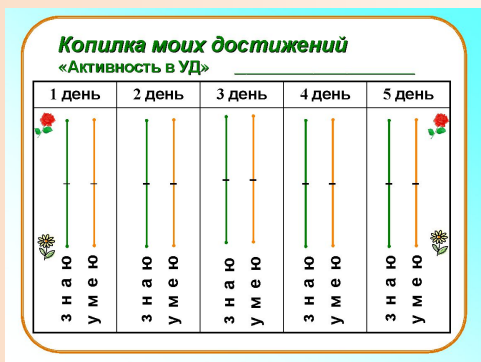 Копилка моих достижений
«Активность в УД» ____________________
1 день 2 день 3 день 4 день 5 день
знаю умею знаю умею знаю умею знаю умею знаю умею